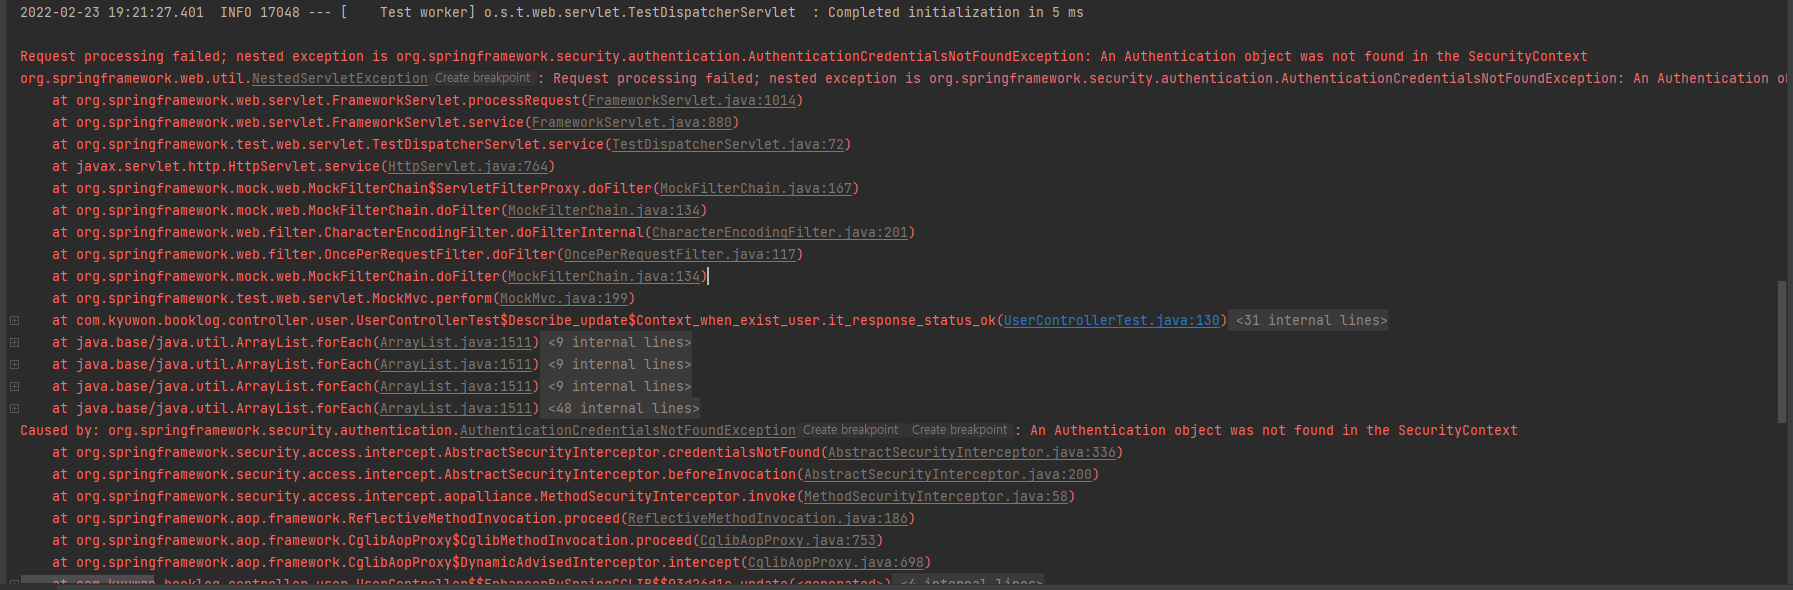 2022-02-23 19:21:27.401  INFO 17048 --- [    Test worker] o.s.t.web.servlet.TestDispatcherServlet  : Completed initialization in 5 ms
Request processing failed; nested exception is org.springframework.security.authentication.AuthenticationCredentialsNotFoundException: An Authentication object was not found in the SecurityContext
org.springframework.web.util.NestedServletException Create breakpoint : Request processing failed; nested exception is org.springframework.security.authentication.AuthenticationCredentialsNotFoundException: An Authentication
at org.springframework.web.servlet.FrameworkServlet.processRequest(FrameworkServlet.java:1014)
at org.springframework.web.servlet.FrameworkServlet.service(FrameworkServlet.java:880)
at org.springframework.test.web.servlet.TestDispatcherServlet.service(TestDispatcherServlet.java:72)
at javax.servlet.http.HttpServlet.service(HttpServlet.java:764)
at org.springframework.mock.web.MockFilterChain$ServletFilterProxy.doFilter(MockFilterChain.java:167)
at org.springframework.mock.web.MockFilterChain.doFilter(MockFilterChain.java:134)
at org.springframework.web.filter.CharacterEncodingFilter.doFilterInternal(CharacterEncodingFilter.java:201)
at org.springframework.web.filter.OncePerRequestFilter.doFilter(OncePerRequestFilter.java:117)
at org.springframework.mock.web.MockFilterChain.doFilter(MockFilterChain.java:134)
at org.springframework.test.web.servlet.MockMvc.perform(MockMvc.java:199)
at com.kyuwon.booklog.controller.user.UserControllerTest$Describe_update$Context_when_exist_user.it_response_status_ok(UserControllerTest.java:130) <31 internal lines>
at java.base/java.util.ArrayList.forEach(ArrayList.java:1511) <9 internal lines>
at java.base/java.util.ArrayList.forEach(ArrayList.java:1511) <9 internal lines>
at java.base/java.util.ArrayList.forEach(ArrayList.java:1511) <9 internal lines>
at java.base/java.util.ArrayList.forEach(ArrayList.java:1511) <48 internal lines>
Caused by: org.springframework.security.authentication.AuthenticationCredentialsNotFoundException Create breakpoint Create breakpoint : An Authentication object was not found in the SecurityContext
at org.springframework.security.access.intercept.AbstractSecurityInterceptor.credentialsNotFound(AbstractSecurityInterceptor.java:336)
at org.springframework.security.access.intercept.AbstractSecurityInterceptor.beforeInvocation(AbstractSecurityInterceptor.java:200)
at org.springframework.security.access.intercept.aopalliance.MethodSecurityInterceptor.invoke(MethodSecurityInterceptor.java:58)
at org.springframework.aop.framework.ReflectiveMethodInvocation.proceed(ReflectiveMethodInvocation.java:186)
at org.springframework.aop.framework.CglibAopProxy$CglibMethodInvocation.proceed(CglibAopProxy.java:753)
at org.springframework.aop.framework.CglibAopProxy$DynamicAdvisedInterceptor.intercept(CglibAopProxy.java:698)
at com.kyuwon.booklog.controller.user.UserController$$EnhancerBySpringCGLIB$$93d26d1c.update(<generated>) <4 internal lines>